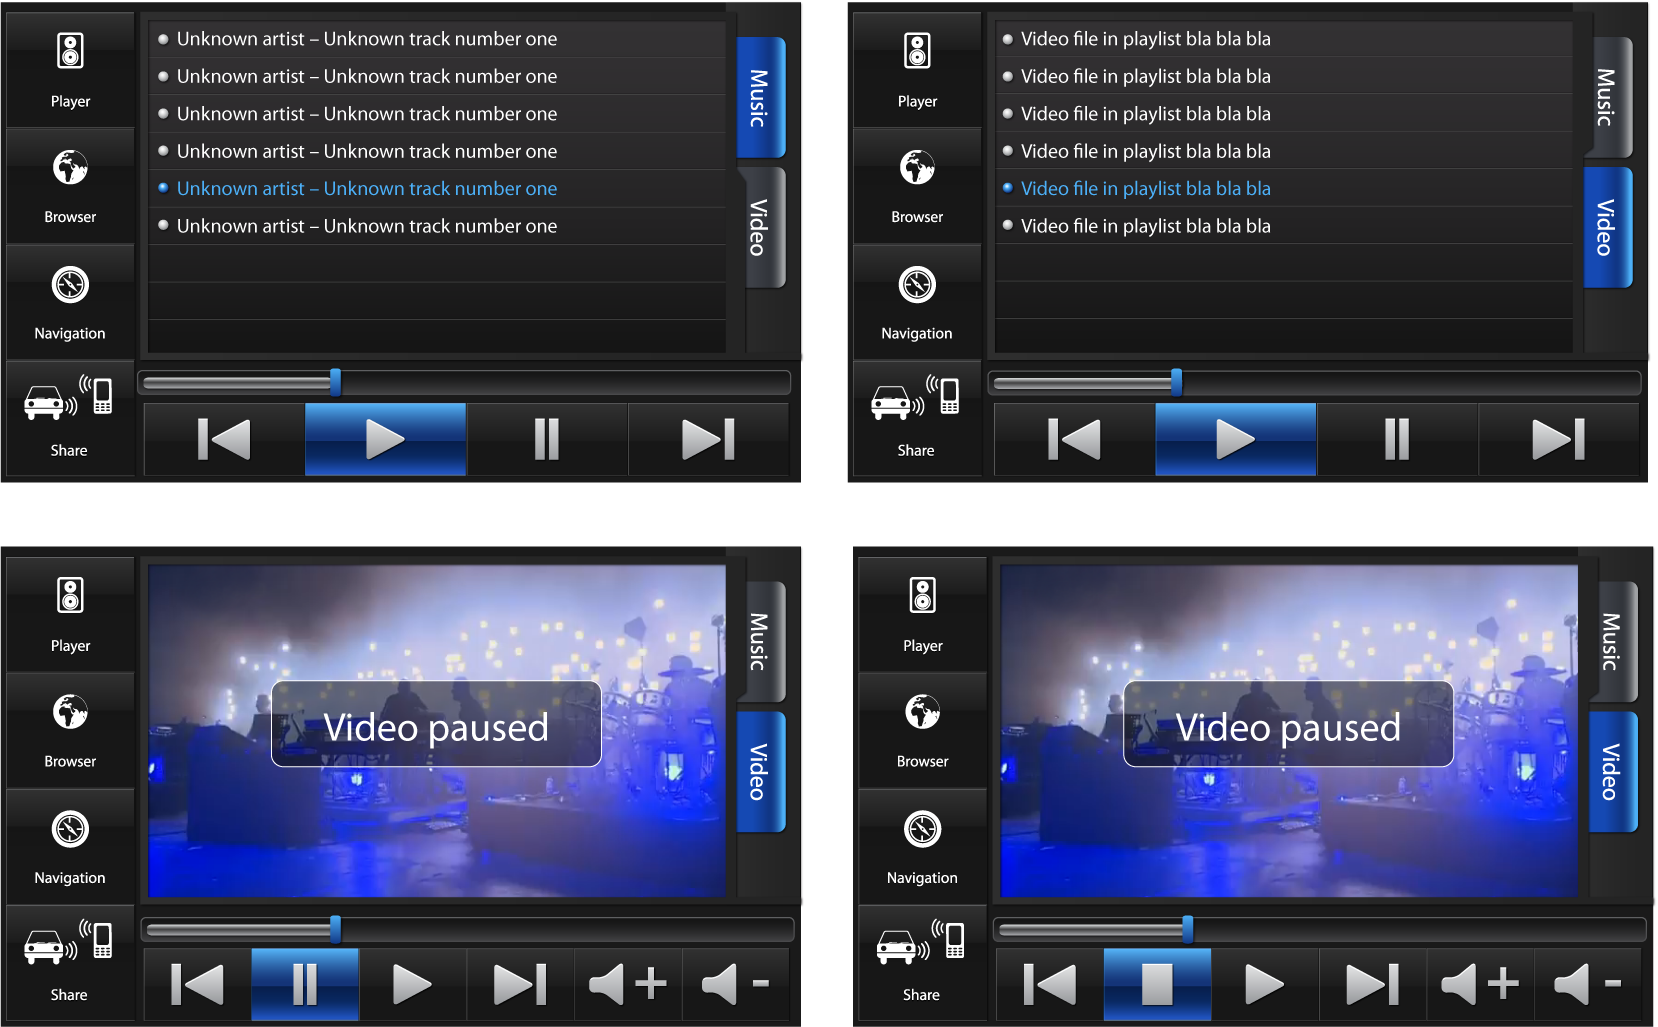 Player
Browser
Navigation
Share
Unknown artist – Unknown track number one
Unknown artist – Unknown track number one
Unknown artist – Unknown track number one
Unknown artist – Unknown track number one
Unknown artist – Unknown track number one
Unknown artist – Unknown track number one
Music
Video
Player
Browser
Navigation
Share
Video file in playlist bla bla bla
Video file in playlist bla bla bla
Video file in playlist bla bla bla
Video file in playlist bla bla bla
Video file in playlist bla bla bla
Video file in playlist bla bla bla
Music
Video
Player
Browser
Navigation
Share
Video paused
Music
Video
Player
Browser
Navigation
Share
Video paused
Music
Video